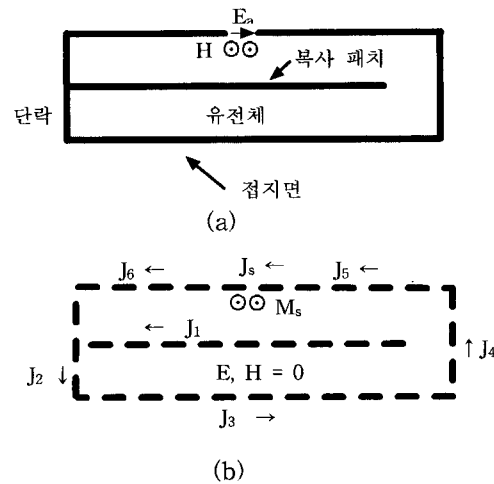 Eₐ
H ⊙⊙
복사 패치
단락
유전체
접지면
(a)
J₆ ← Jₛ ← J₅ ←
⊙⊙ Mₛ
← J₁
↑ J₄
J₂ ↓
E, H = 0
J₃ →
(b)